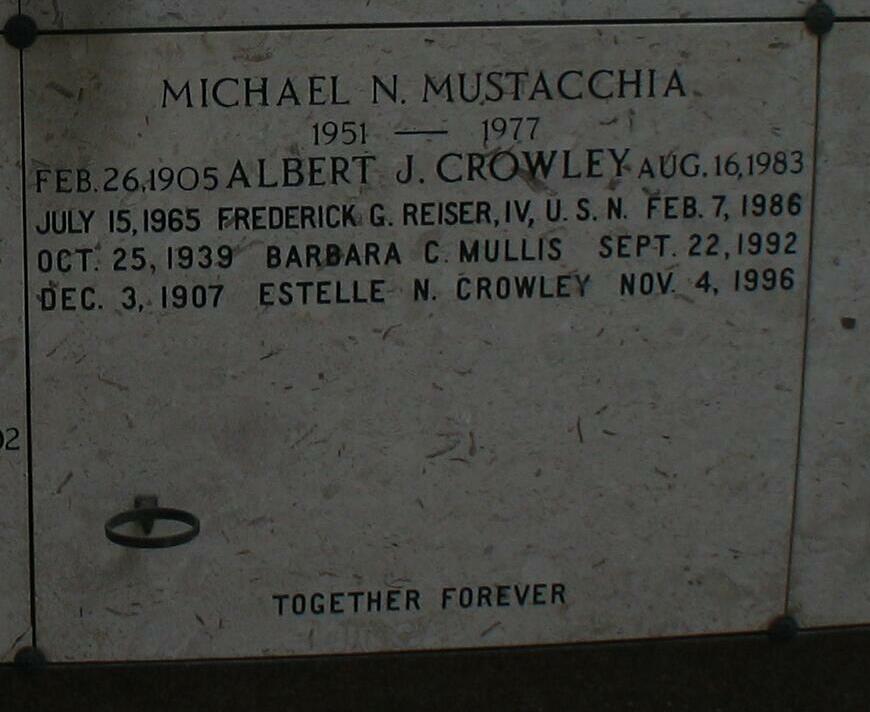 MICHAEL N. MUSTACCHIA
1951 — 1977
FEB. 26, 1905 ALBERT J. CROWLEY AUG. 16, 1983
JULY 15, 1965 FREDERICK G. REISER, IV, U. S. N. FEB. 7, 1986
OCT. 25, 1939 BARBARA C. MULLIS SEPT. 22, 1992
DEC. 3, 1907 ESTELLE N. CROWLEY NOV. 4, 1996
TOGETHER FOREVER